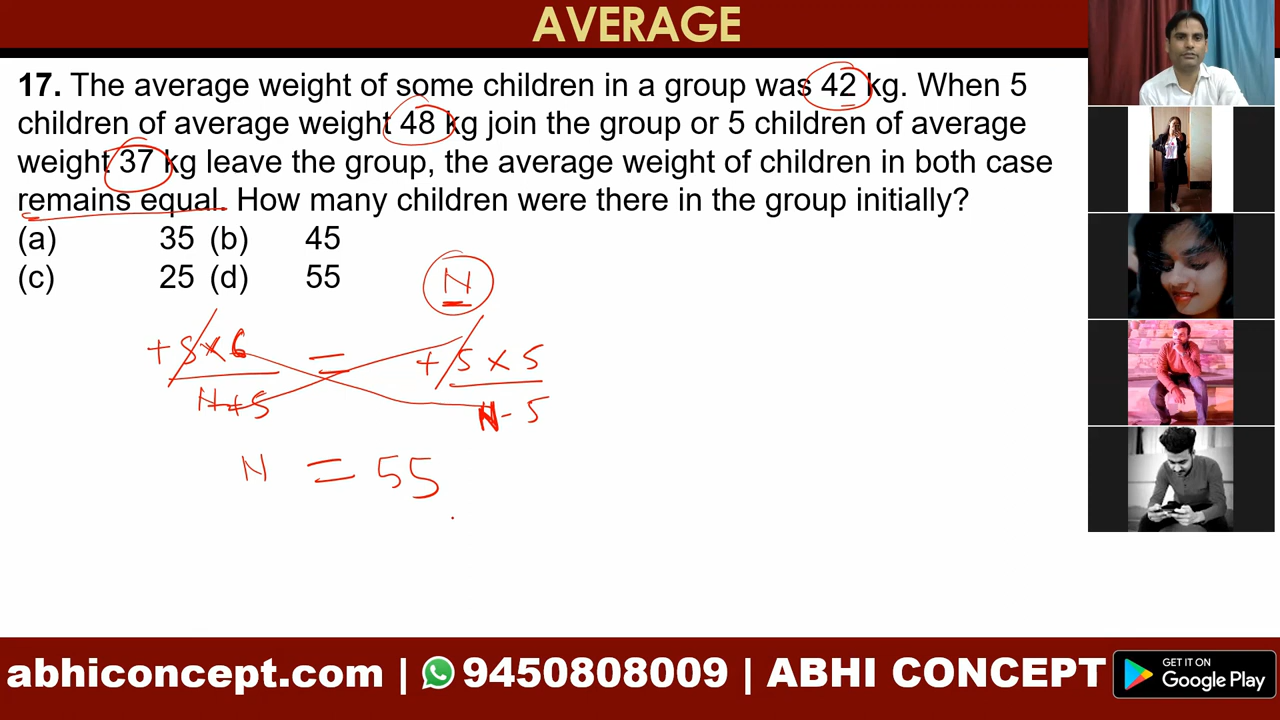 AVERAGE
17. The average weight of some children in a group was 42 kg. When 5
children of average weight 48 kg join the group or 5 children of average
weight 37 kg leave the group, the average weight of children in both case
remains equal. How many children were there in the group initially?
(a) 35 (b) 45
(c) 25 (d) 55
N
+ 5 × 6 = + 5 × 5
N + 5 N - 5
N = 55
abhiconcept.com | 9450808009 | ABHI CONCEPT
GET IT ON
Google Play